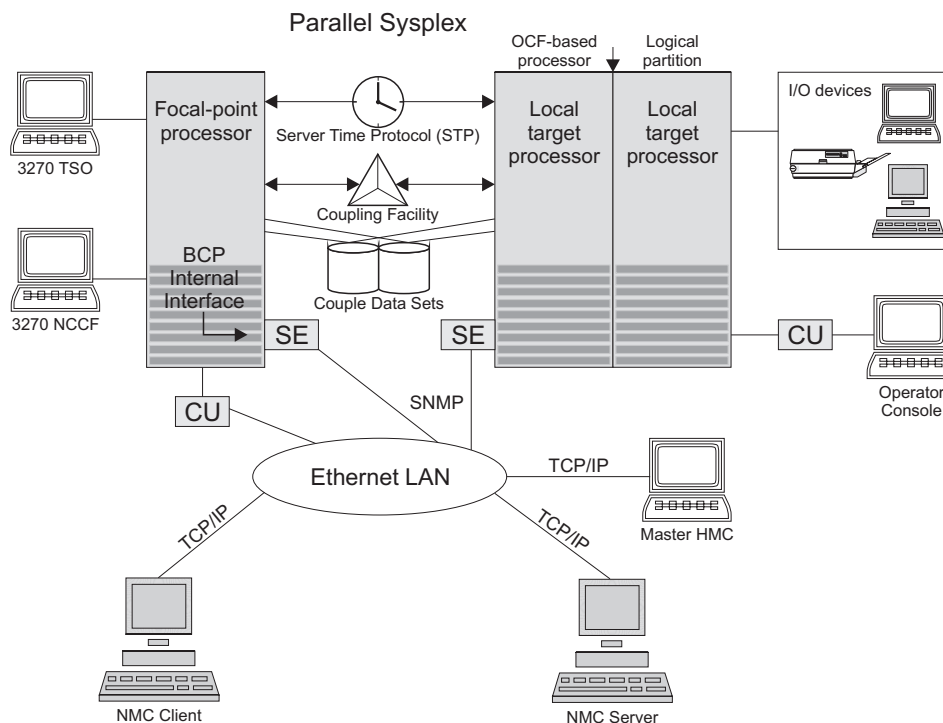 Parallel Sysplex
OCF-based
processor
Logical
partition
3270 TSO
Focal-point
processor
Server Time Protocol (STP)
Local
target
processor
Local
target
processor
I/O devices
Coupling Facility
3270 NCCF
BCP
Internal
Interface
Couple Data Sets
SE
SE
CU
Operator
Console
CU
SNMP
Ethernet LAN
TCP/IP
Master HMC
TCP/IP
TCP/IP
NMC Client
NMC Server